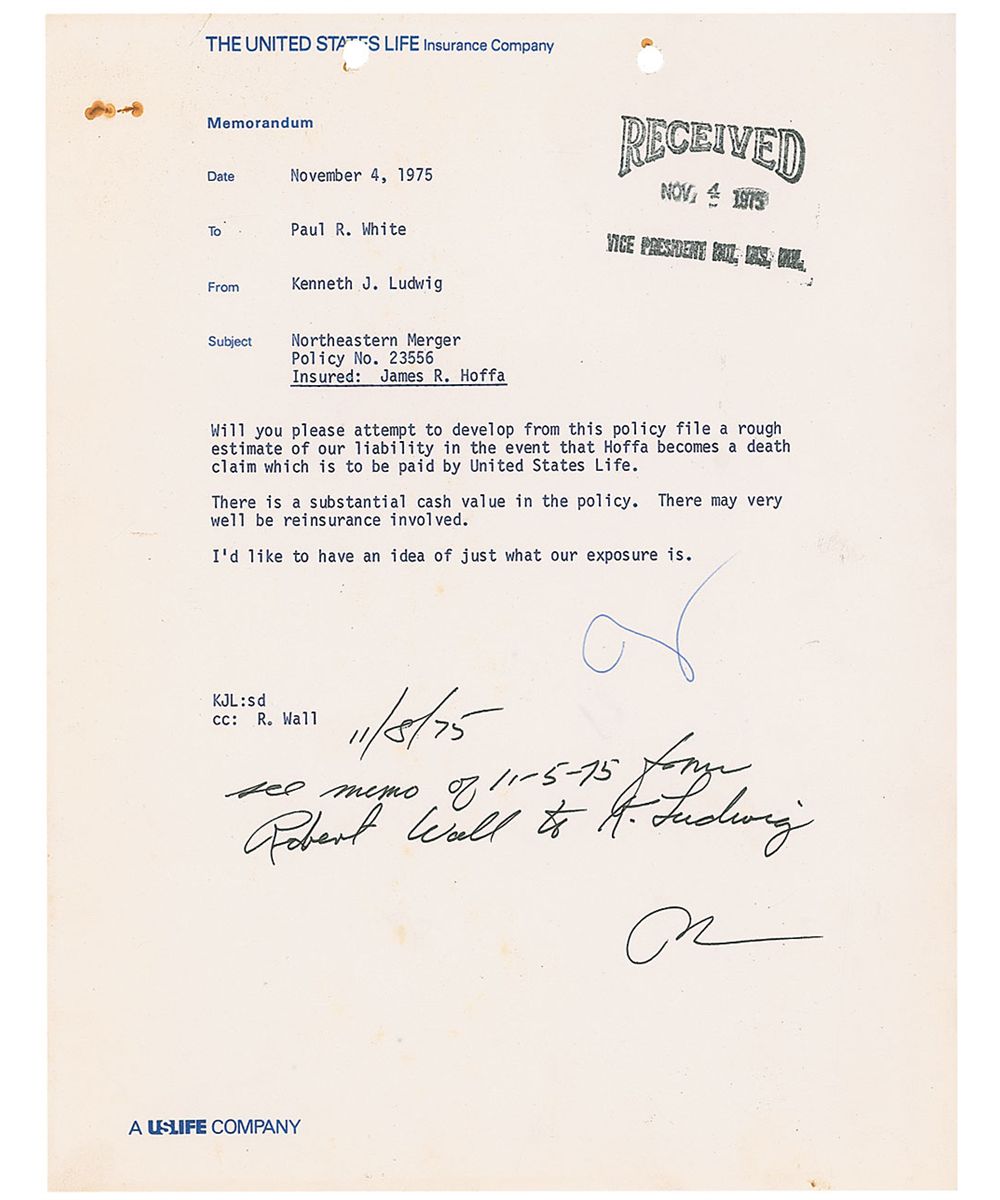 THE UNITED STATES LIFE Insurance Company
Memorandum
RECEIVED
NOV, 4 1975
VICE PRESIDENT
Date November 4, 1975
To Paul R. White
From Kenneth J. Ludwig
Subject Northeastern Merger
Policy No. 23556
Insured: James R. Hoffa
Will you please attempt to develop from this policy file a rough
estimate of our liability in the event that Hoffa becomes a death
claim which is to be paid by United States Life.
There is a substantial cash value in the policy. There may very
well be reinsurance involved.
I'd like to have an idea of just what our exposure is.
KJL:sd
cc: R. Wall
11/8/75
see memo of 11-5-75 from
Robert Wall to K. Ludwig
A USLIFE COMPANY